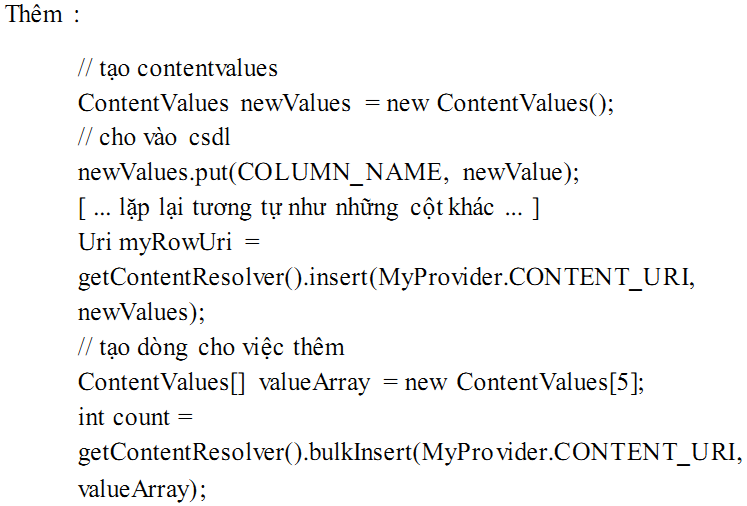 Thêm :
// tạo contentvalues
ContentValues newValues = new ContentValues();
// cho vào csdl
newValues.put(COLUMN_NAME, newValue);
[ ... lặp lại tương tự như những cột khác ... ]
Uri myRowUri =
getContentResolver().insert(MyProvider.CONTENT_URI,
newValues);
// tạo dòng cho việc thêm
ContentValues[] valueArray = new ContentValues[5];
int count =
getContentResolver().bulkInsert(MyProvider.CONTENT_URI,
valueArray);